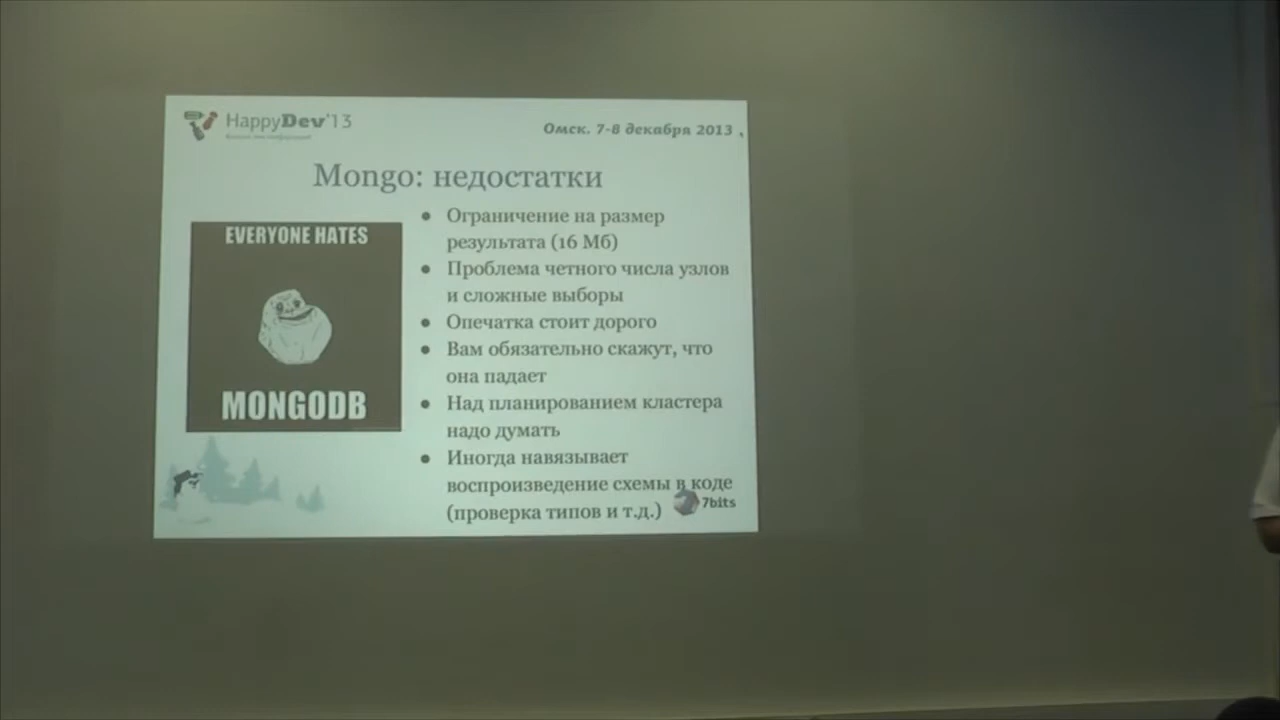 HappyDev'13
Омск. 7-8 декабря 2013
Mongo: недостатки
EVERYONE HATES
MONGODB
● Ограничение на размер
результата (16 Мб)
● Проблема четного числа узлов
и сложные выборы
● Опечатка стоит дорого
● Вам обязательно скажут, что
она падает
● Над планированием кластера
надо думать
● Иногда навязывает
воспроизведение схемы в коде
(проверка типов и т.д.)
7bits